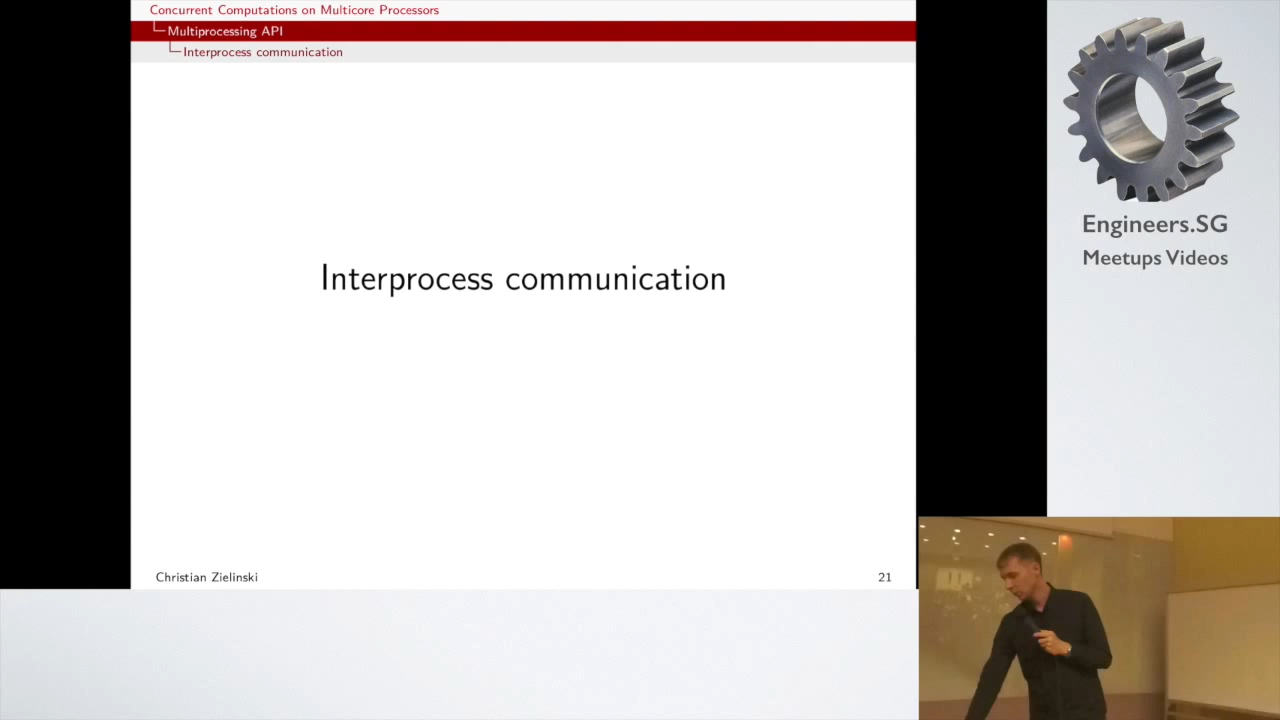 Concurrent Computations on Multicore Processors
Multiprocessing API
Interprocess communication
Interprocess communication
Christian Zielinski
21
Engineers.SG
Meetups Videos